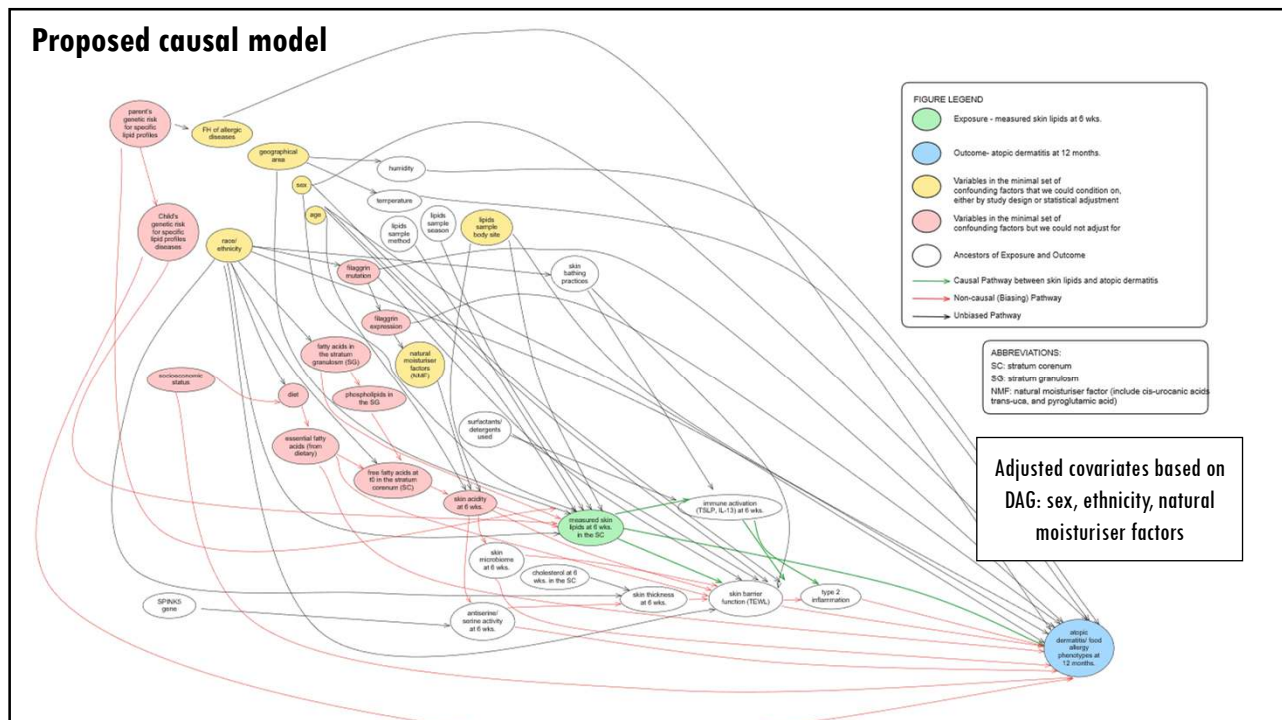 Proposed causal model
parent's
genetic risk
for specific
lipid profiles
FH of allergic
diseases
geographical
area
humidity
sex
temperature
age
Child's
genetic risk
for specific
lipid profiles
diseases
race/
ethnicity
lipids
sample
method
lipids
sample
season
lipids
sample
body site
filaggrin
mutation
skin
bathing
practices
filaggrin
expression
fatty acids in
the stratum
granulosm (SG)
natural
moisturiser
factors
(NMF)
socioeconomic
status
diet
phospholipids in
the SG
surfactants/
detergents
used
essential fatty
acids (from
dietary)
free fatty acids at
t0 in the stratum
corenum (SC)
skin acidity at
6 wks.
immune activation
(TSLP, IL-13) at 6 wks.
measured skin
lipids at 6 wks.
in the SC
skin
microbiome at
6 wks.
cholesterol at 6
wks. in the SC
SPINK5
gene
skin thickness
at 6 wks.
skin barrier
function (TEWL)
type 2
inflammation
antiserine/
serine activity
at 6 wks.
atopic
dermatitis/ food
allergy
phenotypes at
12 months.
FIGURE LEGEND
Exposure - measured skin lipids at 6 wks.
Outcome- atopic dermatitis at 12 months.
Variables in the minimal set of
confounding factors that we could condition on,
either by study design or statistical adjustment
Variables in the minimal set of
confounding factors but we could not adjust for
Ancestors of Exposure and Outcome
Causal Pathway between skin lipids and atopic dermatitis
Non-causal (Biasing) Pathway
Unbiased Pathway
ABBREVIATIONS:
SC: stratum corenum
SG: stratum granulosm
NMF: natural moisturiser factor (include cis-urocanic acids
trans-uca, and pyroglutamic acid)
Adjusted covariates based on
DAG: sex, ethnicity, natural
moisturiser factors